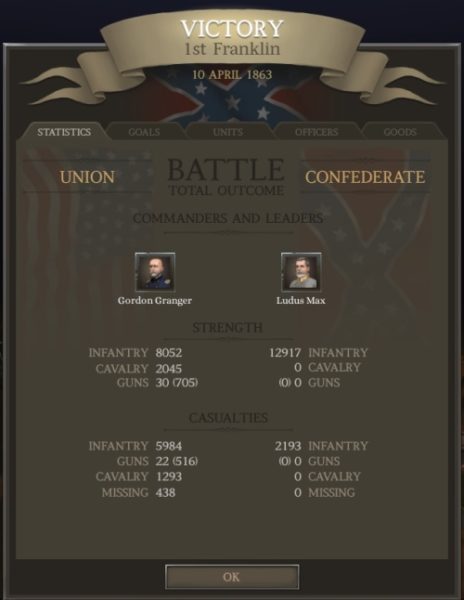 VICTORY
1st Franklin
10 APRIL 1863
STATISTICS GOALS UNITS OFFICERS GOODS
UNION BATTLE CONFEDERATE
TOTAL OUTCOME
COMMANDERS AND LEADERS
Gordon Granger Ludus Max
STRENGTH
INFANTRY 8052 12917 INFANTRY
CAVALRY 2045 0 CAVALRY
GUNS 30 (705) (0) 0 GUNS
CASUALTIES
INFANTRY 5984 2193 INFANTRY
GUNS 22 (516) (0) 0 GUNS
CAVALRY 1293 0 CAVALRY
MISSING 438 0 MISSING
OK